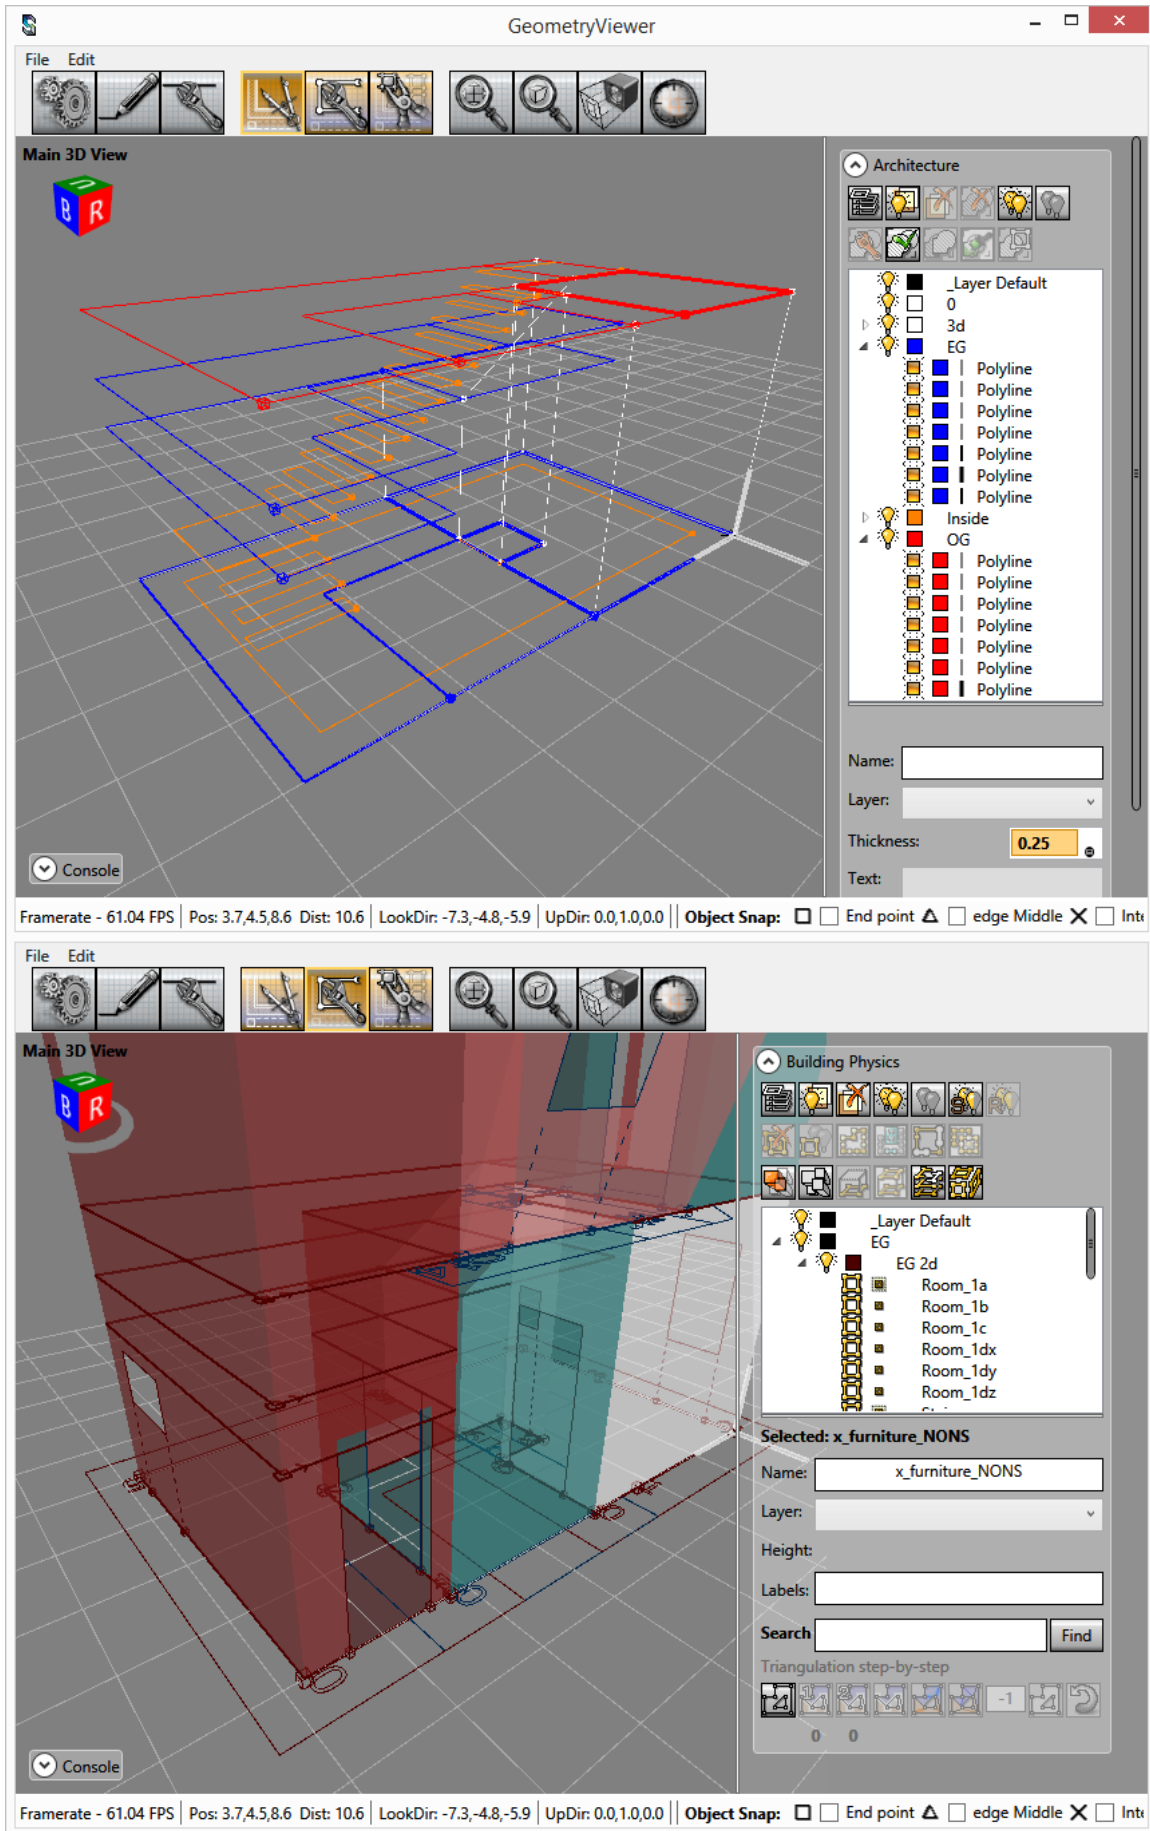 GeometryViewer
File Edit
Main 3D View
B R
Architecture
_Layer Default
0
3d
EG
Polyline
Polyline
Polyline
Polyline
Polyline
Polyline
Polyline
Inside
OG
Polyline
Polyline
Polyline
Polyline
Polyline
Polyline
Polyline
Name:
Layer:
Thickness: 0.25
Text:
Console
Framerate - 61.04 FPS Pos: 3.7,4.5,8.6 Dist: 10.6 LookDir: -7.3,-4.8,-5.9 UpDir: 0.0,1.0,0.0 Object Snap: End point edge Middle
File Edit
Main 3D View
B R
Building Physics
_Layer Default
EG
EG 2d
Room_1a
Room_1b
Room_1c
Room_1dx
Room_1dy
Room_1dz
Selected: x_furniture_NONS
Name: x_furniture_NONS
Layer:
Height:
Labels:
Search Find
Triangulation step-by-step
-1
0 0
Console
Framerate - 61.04 FPS Pos: 3.7,4.5,8.6 Dist: 10.6 LookDir: -7.3,-4.8,-5.9 UpDir: 0.0,1.0,0.0 Object Snap: End point edge Middle